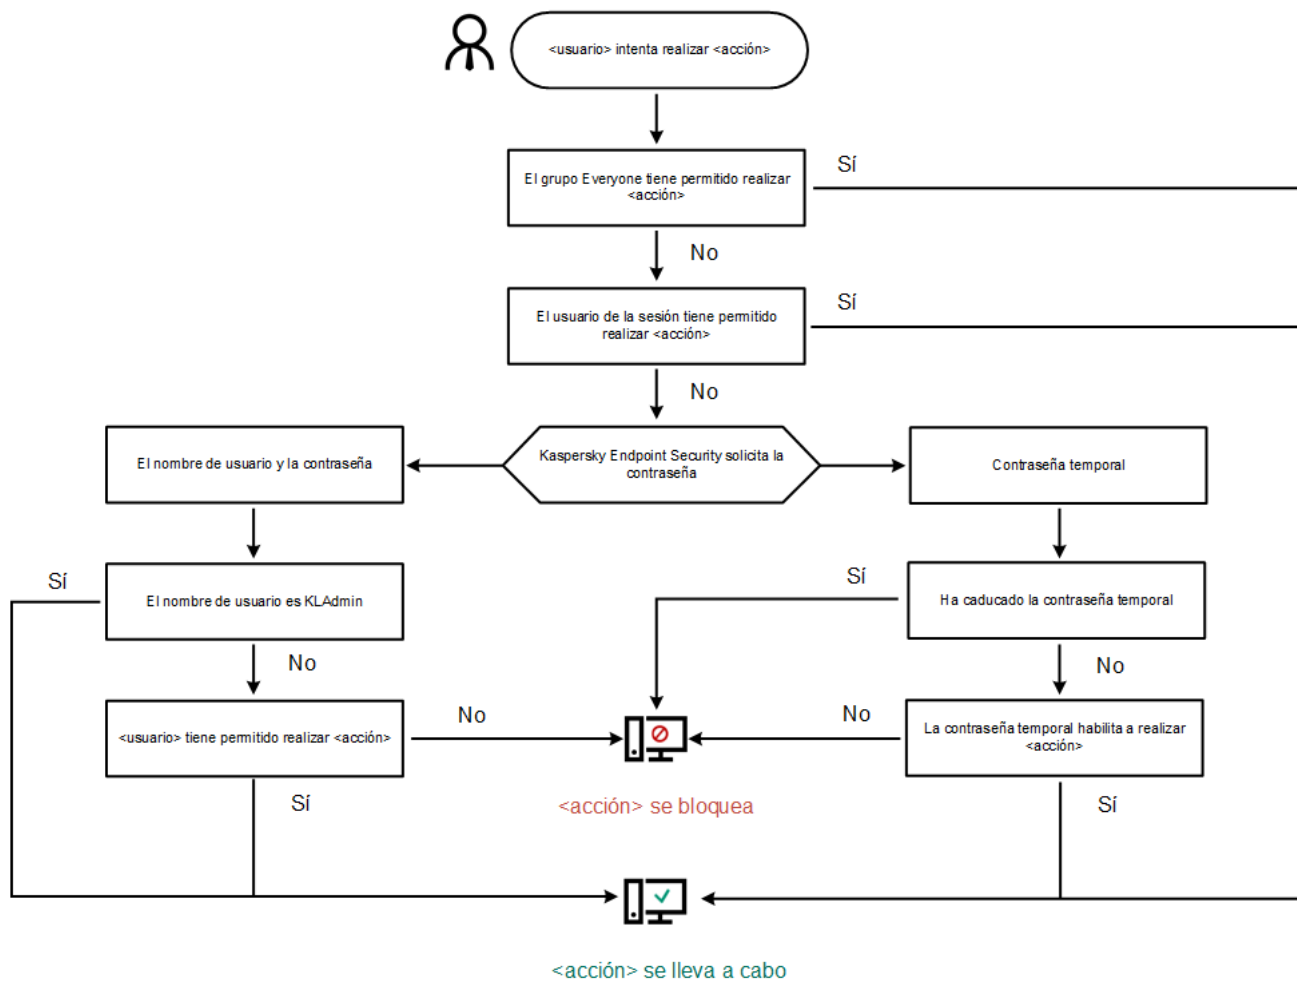 <usuario> intenta realizar <acción>
El grupo Everyone tiene permitido realizar
<acción>
Sí
No
El usuario de la sesión tiene permitido
realizar <acción>
Sí
No
El nombre de usuario y la contraseña
Kaspersky Endpoint Security solicita la
contraseña
Contraseña temporal
Sí
El nombre de usuario es KLAdmin
Sí
Ha caducado la contraseña temporal
No
No
<usuario> tiene permitido realizar <acción>
No
No
La contraseña temporal habilita a realizar
<acción>
Sí
<acción> se bloquea
Sí
<acción> se lleva a cabo